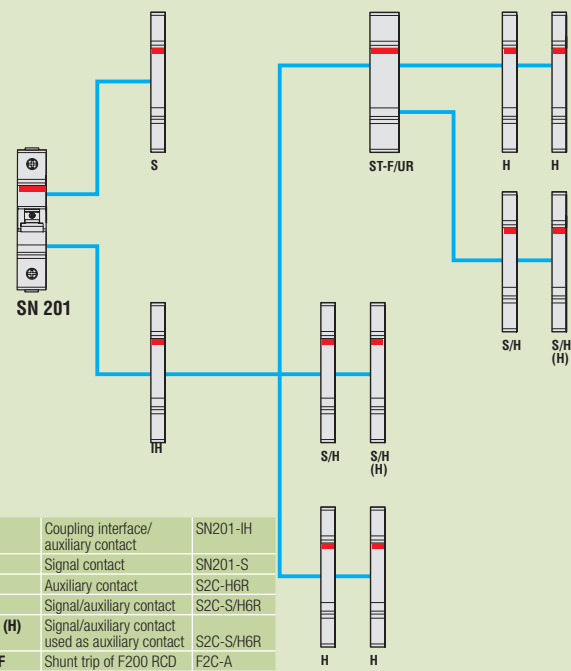 S
ST-F/UR
H
H
SN 201
S/H
S/H
(H)
IH
S/H
S/H
(H)
Coupling interface/
auxiliary contact
SN201-IH
Signal contact
SN201-S
Auxiliary contact
S2C-H6R
Signal/auxiliary contact
S2C-S/H6R
(H)
Signal/auxiliary contact
used as auxiliary contact
S2C-S/H6R
F
Shunt trip of F200 RCD
F2C-A
H
H